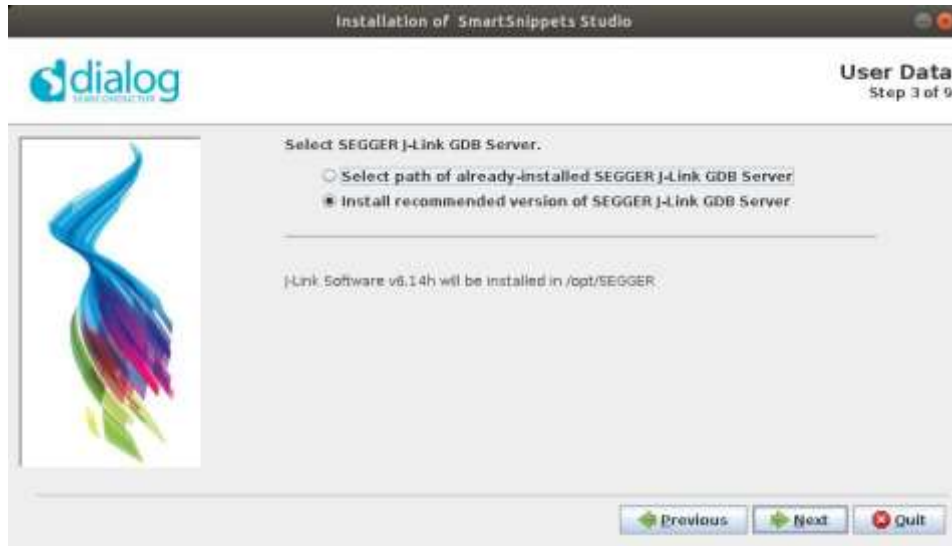 Installation of SmartSnippets Studio
dialog
SEMICONDUCTOR
User Data
Step 3 of 9
Select SEGGER J-Link GDB Server.
Select path of already-installed SEGGER J-Link GDB Server
Install recommended version of SEGGER J-Link GDB Server
J-Link Software v6.14h will be installed in /opt/SEGGER
Previous
Next
Quit